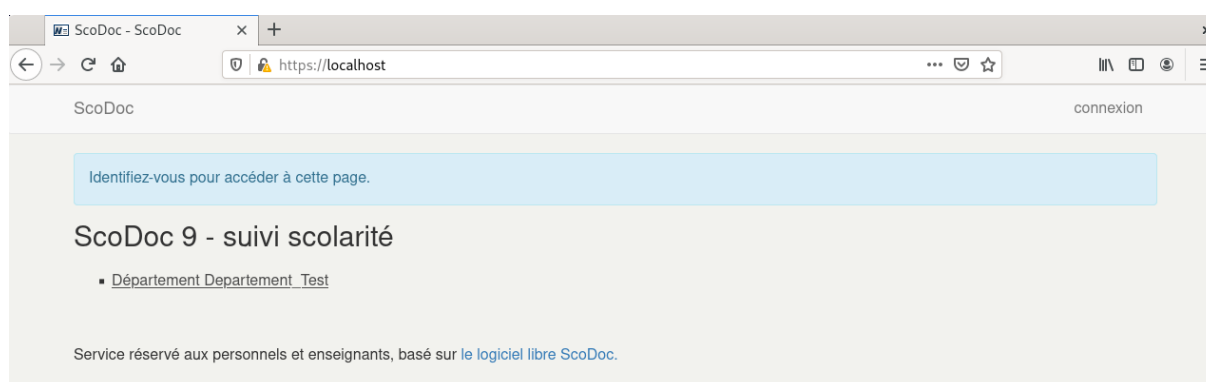 ScoDoc - ScoDoc
https://localhost
ScoDoc
connexion
Identifiez-vous pour accéder à cette page.
ScoDoc 9 - suivi scolarité
Département Departement_Test
Service réservé aux personnels et enseignants, basé sur le logiciel libre ScoDoc.